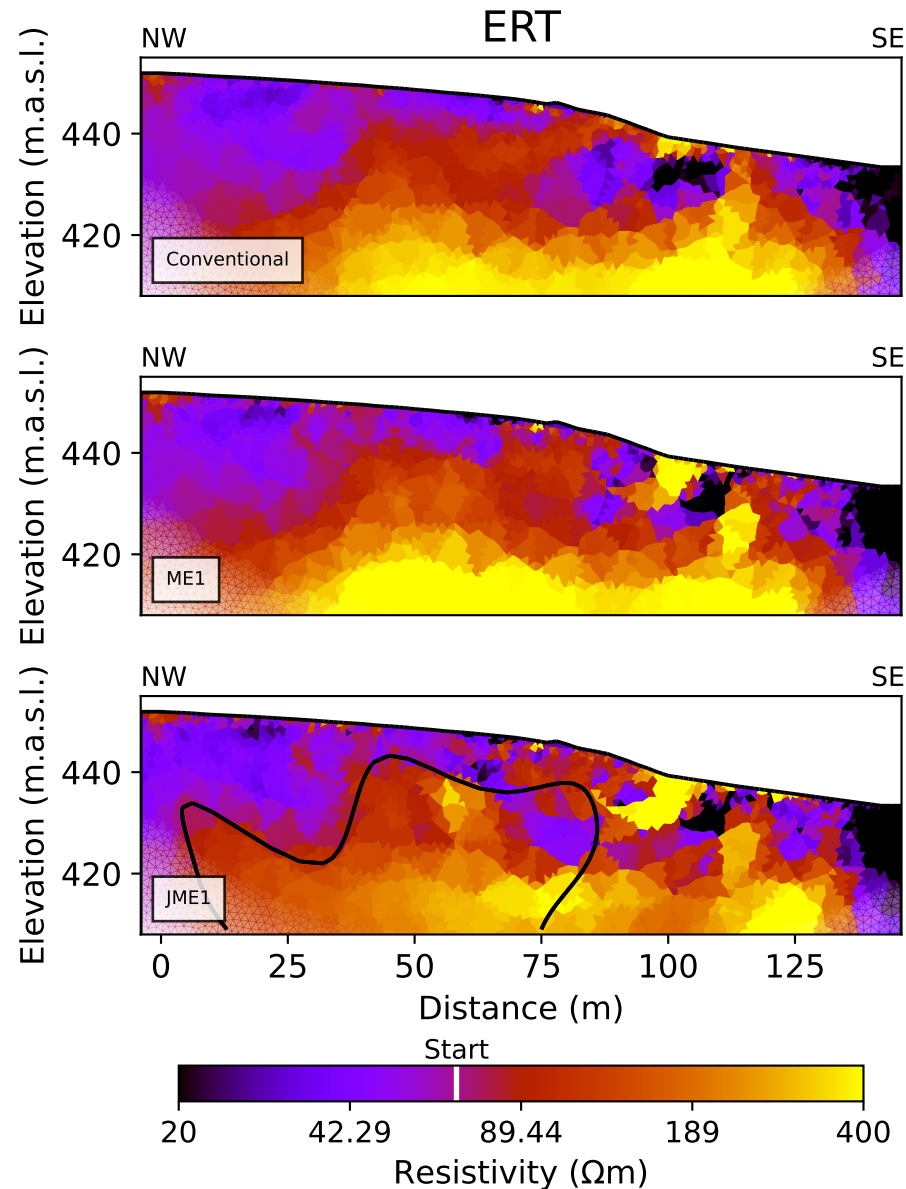 ERT
NW SE
Elevation (m.a.s.l.)
440
420
Conventional
NW SE
Elevation (m.a.s.l.)
440
420
ME1
NW SE
Elevation (m.a.s.l.)
440
420
JME1
0 25 50 75 100 125
Distance (m)
Start
20 42.29 89.44 189 400
Resistivity (Ωm)